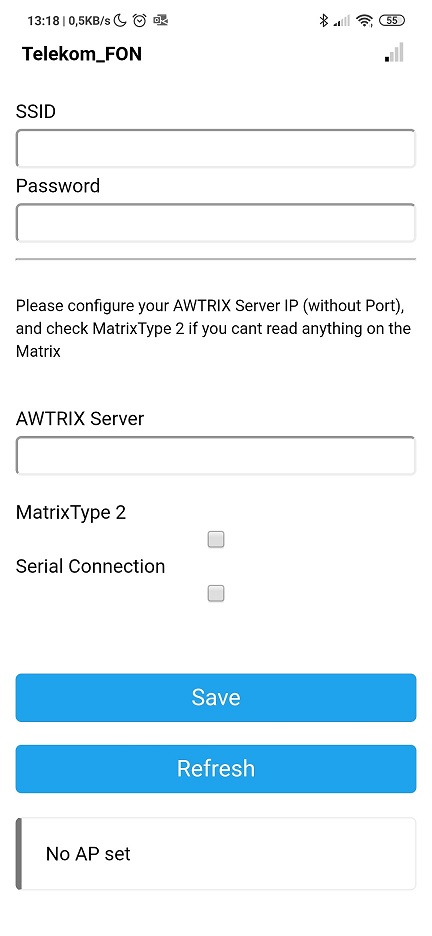 13:18 | 0,5KB/s
55
Telekom_FON
SSID
Password
Please configure your AWTRIX Server IP (without Port),
and check MatrixType 2 if you cant read anything on the
Matrix
AWTRIX Server
MatrixType 2
Serial Connection
Save
Refresh
No AP set